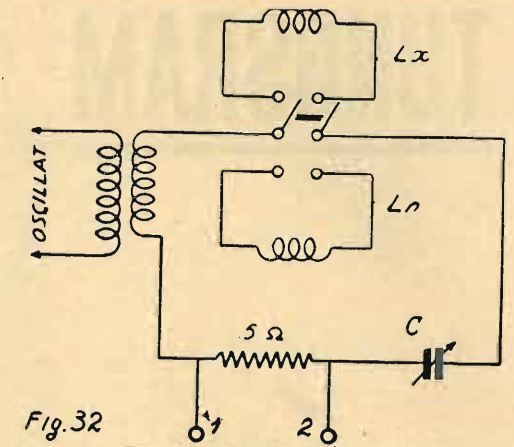 Lx
OSCILLAT
Ln
.5 Ω
C
Fig.32
1
2